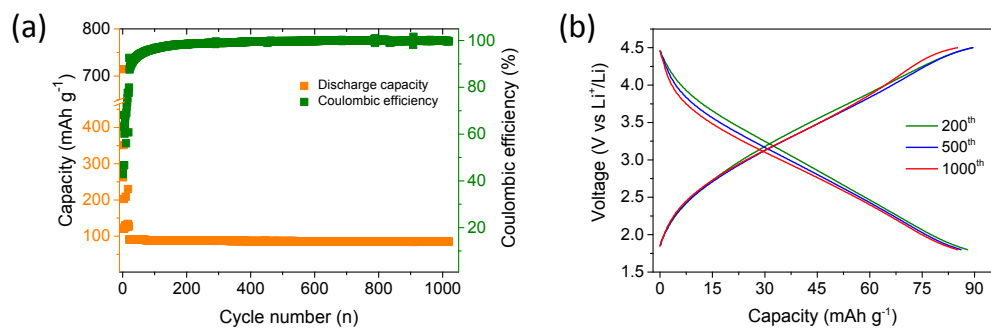 (a)
800
700
400
300
200
100
Capacity (mAh g⁻¹)
0
200
400
600
800
1000
Cycle number (n)
100
80
60
40
20
Coulombic efficiency (%)
Discharge capacity
Coulombic efficiency
(b)
4.5
4.0
3.5
3.0
2.5
2.0
1.5
Voltage (V vs Li⁺/Li)
0
15
30
45
60
75
90
Capacity (mAh g⁻¹)
200ᵗʰ
500ᵗʰ
1000ᵗʰ